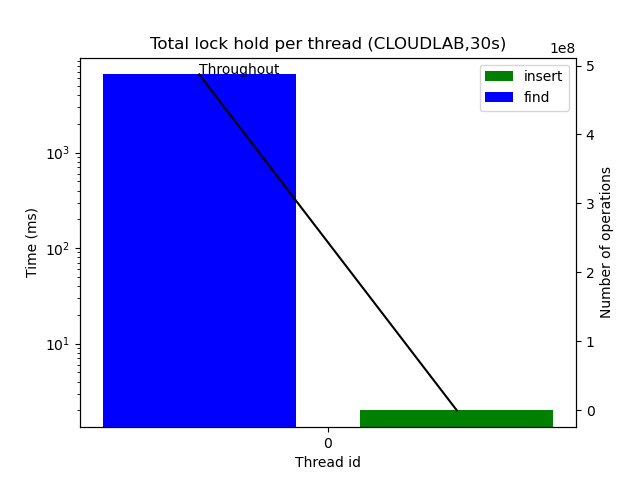 Total lock hold per thread (CLOUDLAB,30s)
1e8
Throughout
insert
find
10³
10²
10¹
Time (ms)
5
4
3
2
1
0
Number of operations
0
Thread id